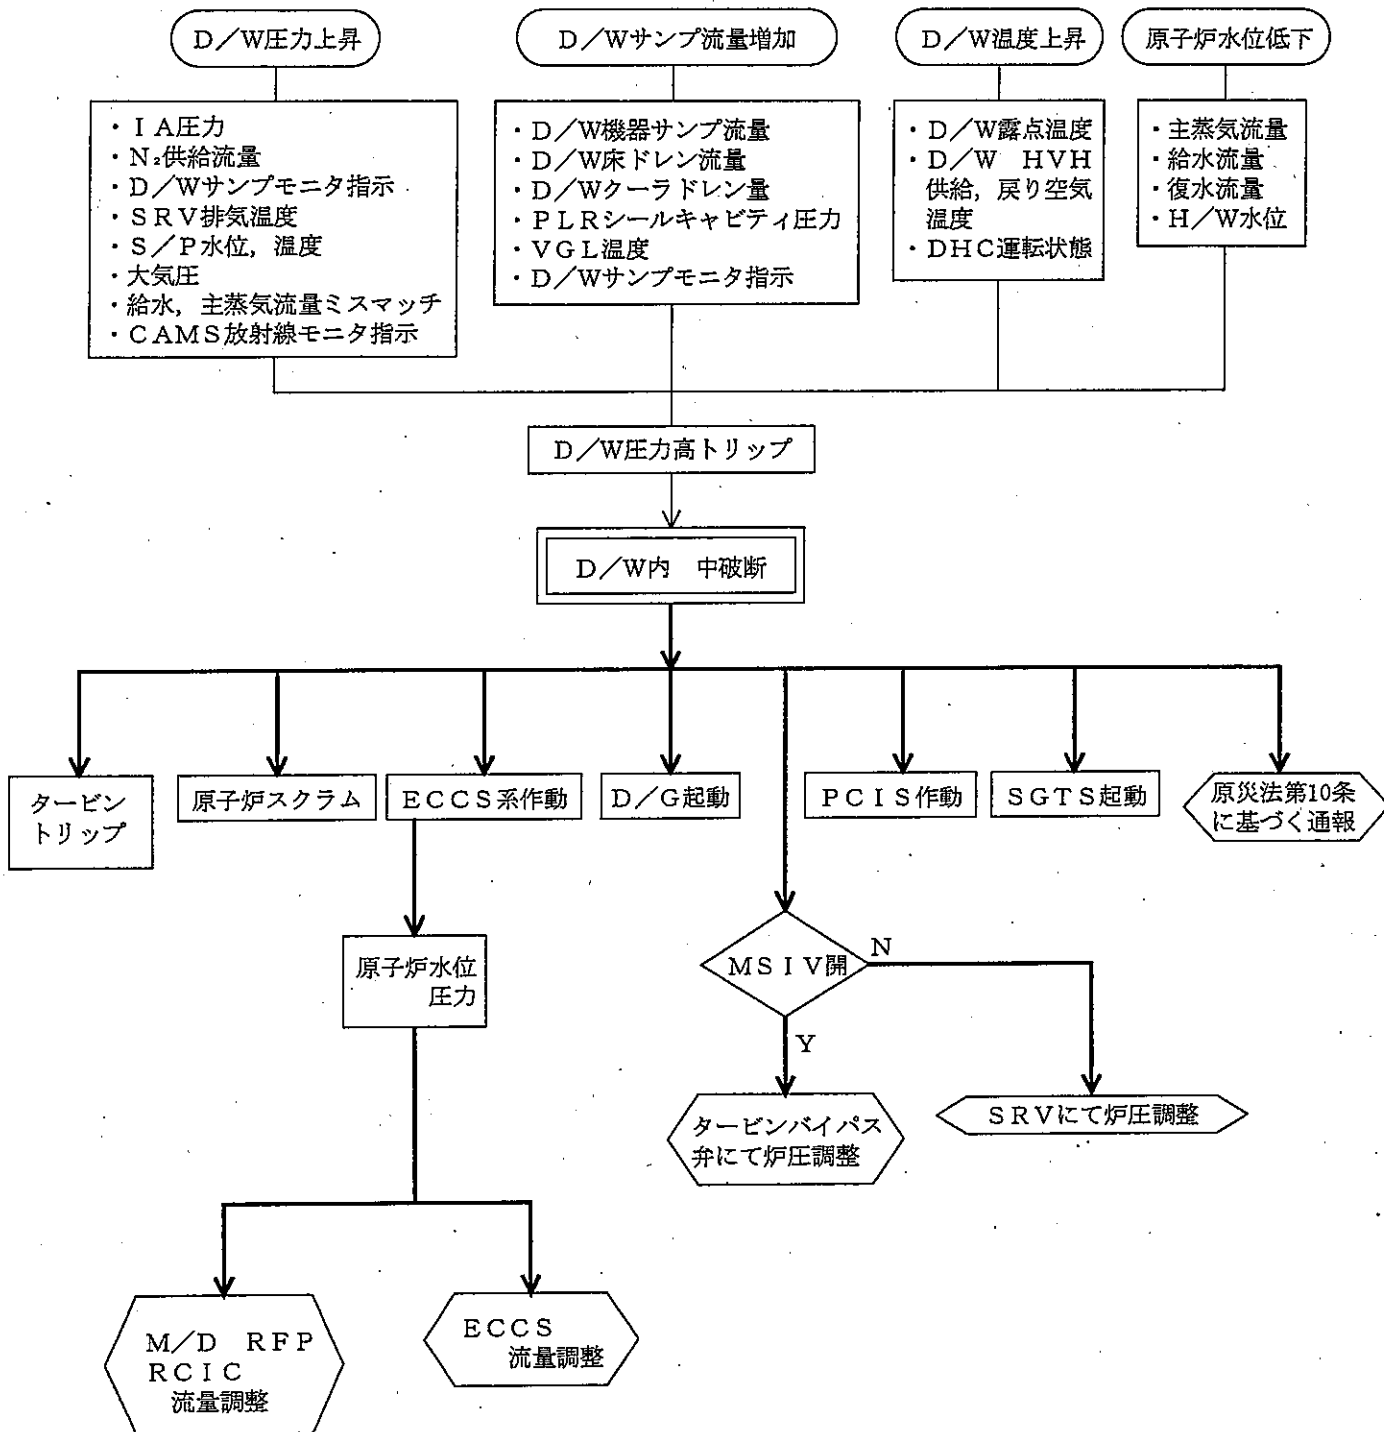 D／W圧力上昇
D／Wサンプ流量増加
D／W温度上昇
原子炉水位低下
・ＩＡ圧力
・N₂供給流量
・D／Wサンプモニタ指示
・SRV排気温度
・S／P水位，温度
・大気圧
・給水，主蒸気流量ミスマッチ
・CAMS放射線モニタ指示
・D／W機器サンプ流量
・D／W床ドレン流量
・D／Wクーラドレン量
・PLRシールキャビティ圧力
・VGL温度
・D／Wサンプモニタ指示
・D／W露点温度
・D／W　HVH
供給，戻り空気
温度
・DHC運転状態
・主蒸気流量
・給水流量
・復水流量
・H／W水位
D／W圧力高トリップ
D／W内　中破断
タービン
トリップ
原子炉スクラム
ECCS系作動
D／G起動
PCIS作動
SGTS起動
原災法第10条
に基づく通報
原子炉水位
圧力
MSIV開
N
Y
タービンバイパス
弁にて炉圧調整
SRVにて炉圧調整
M／D　RFP
RCIC
流量調整
ECCS
流量調整